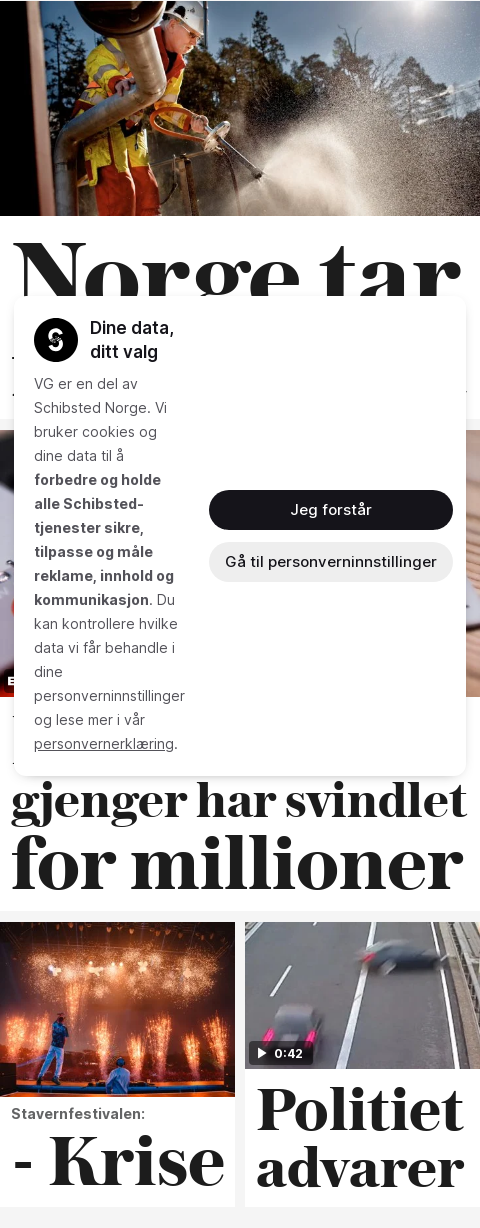 Norge tar
Dine data,
ditt valg
VG er en del av
Schibsted Norge. Vi
bruker cookies og
dine data til å
forbedre og holde
alle Schibsted-
tjenester sikre,
tilpasse og måle
reklame, innhold og
kommunikasjon. Du
kan kontrollere hvilke
data vi får behandle i
dine
personverninnstillinger
og lese mer i vår
personvernerklæring.
Jeg forstår
Gå til personverninnstillinger
gjenger har svindlet
for millioner
Stavernfestivalen:
- Krise
0:42
Politiet
advarer